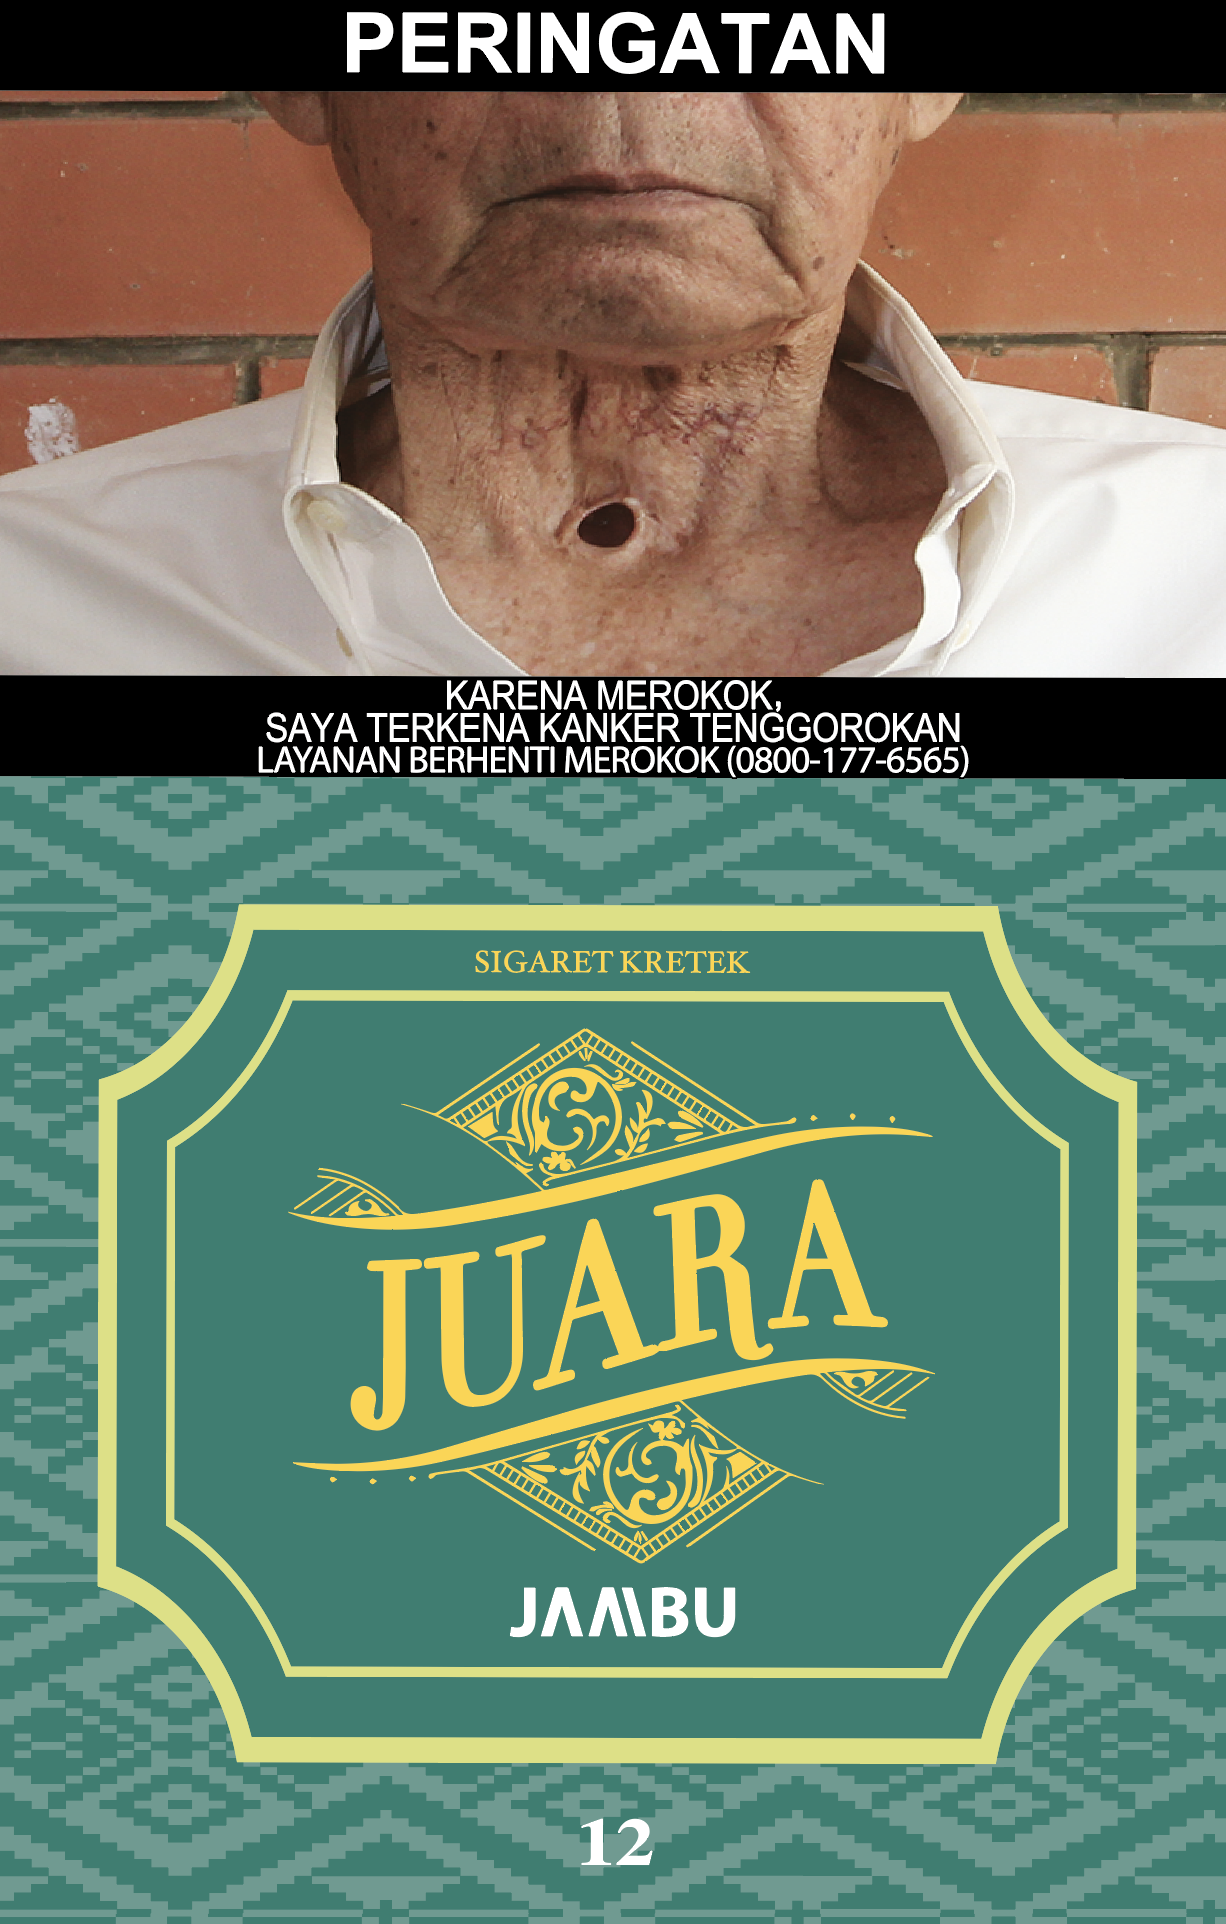 PERINGATAN
KARENA MEROKOK,
SAYA TERKENA KANKER TENGGOROKAN
LAYANAN BERHENTI MEROKOK (0800-177-6565)
SIGARET KRETEK
JUARA
JAMBU
12